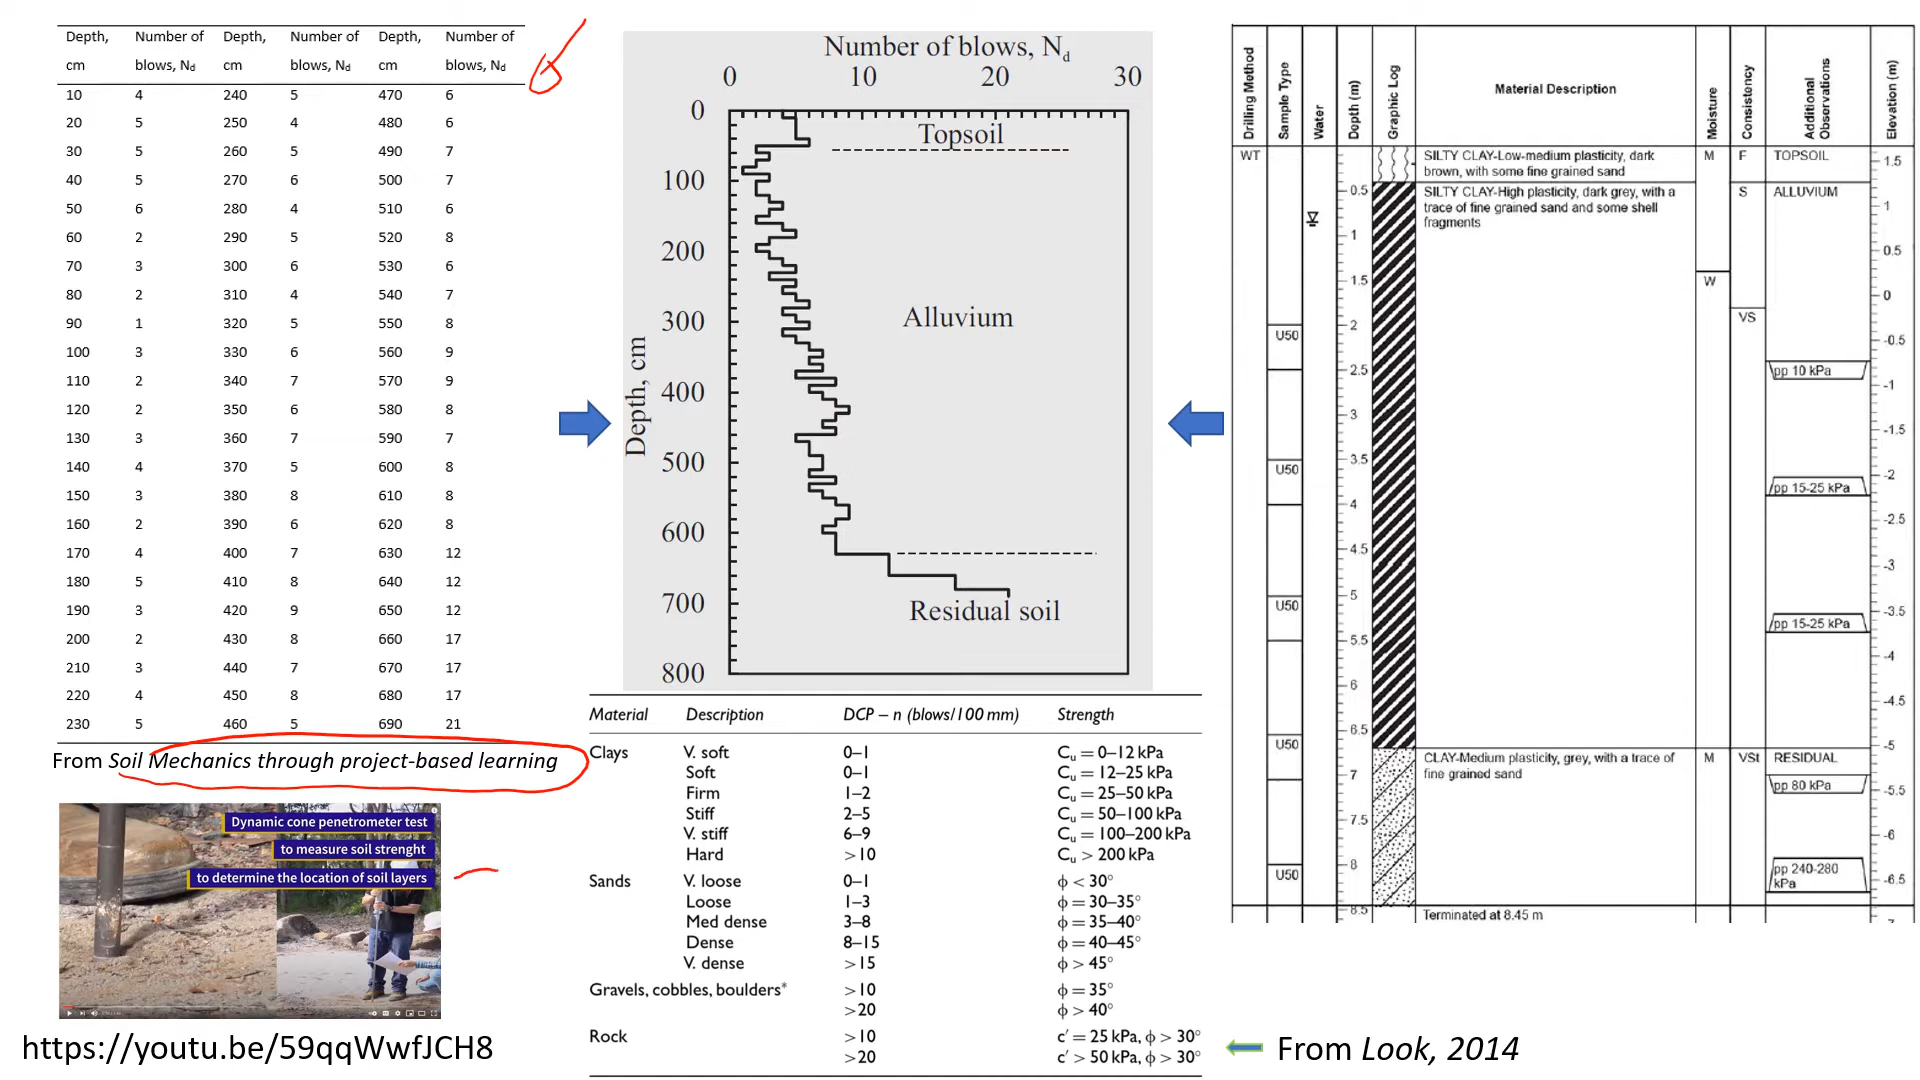 Depth, Number of Depth, Number of Depth, Number of
cm blows, Nd cm blows, Nd cm blows, Nd
10 4 240 5 470 6
20 5 250 4 480 6
30 5 260 5 490 7
40 5 270 6 500 7
50 6 280 4 510 6
60 2 290 5 520 8
70 3 300 6 530 6
80 2 310 4 540 7
90 1 320 5 550 8
100 3 330 6 560 9
110 2 340 7 570 9
120 2 350 6 580 8
130 3 360 7 590 7
140 4 370 5 600 8
150 3 380 8 610 8
160 2 390 6 620 8
170 4 400 7 630 12
180 5 410 8 640 12
190 3 420 9 650 12
200 2 430 8 660 17
210 3 440 7 670 17
220 4 450 8 680 17
230 5 460 5 690 21
From Soil Mechanics through project-based learning
Dynamic cone penetrometer test
to measure soil strenght
to determine the location of soil layers
https://youtu.be/59qqWwfJCH8
Number of blows, Nd
0 10 20 30
0
100
200
300
400
500
600
700
800
Depth, cm
Topsoil
Alluvium
Residual soil
Material Description DCP – n (blows/100 mm) Strength
Clays V. soft 0–1 Cu = 0–12 kPa
Soft 0–1 Cu = 12–25 kPa
Firm 1–2 Cu = 25–50 kPa
Stiff 2–5 Cu = 50–100 kPa
V. stiff 6–9 Cu = 100–200 kPa
Hard >10 Cu > 200 kPa
Sands V. loose 0–1 ϕ < 30°
Loose 1–3 ϕ = 30–35°
Med dense 3–8 ϕ = 35–40°
Dense 8–15 ϕ = 40–45°
V. dense >15 ϕ > 45°
Gravels, cobbles, boulders* >10 ϕ = 35°
>20 ϕ > 40°
Rock >10 c′ = 25 kPa, ϕ > 30°
>20 c′ > 50 kPa, ϕ > 30°
From Look, 2014
Drilling Method
Sample Type
Water
Depth (m)
Graphic Log
Material Description
Moisture
Consistency
Additional
Observations
Elevation (m)
WT
SILTY CLAY-Low-medium plasticity, dark
brown, with some fine grained sand
M F TOPSOIL
SILTY CLAY-High plasticity, dark grey, with a
trace of fine grained sand and some shell
fragments
S ALLUVIUM
W
VS
U50
U50
U50
U50
U50
0.5
1
1.5
2
2.5
3
3.5
4
4.5
5
5.5
6
6.5
7
7.5
8
8.5
pp 10 kPa
pp 15-25 kPa
pp 15-25 kPa
CLAY-Medium plasticity, grey, with a trace of
fine grained sand
M VSt RESIDUAL
pp 80 kPa
pp 240-280
kPa
Terminated at 8.45 m
1.5
1
0.5
0
-0.5
-1
-1.5
-2
-2.5
-3
-3.5
-4
-4.5
-5
-5.5
-6
-6.5